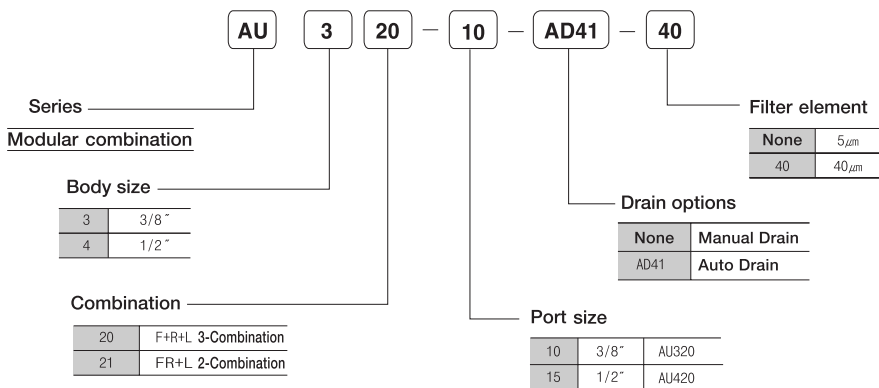 AU 3 20 - 10 - AD41 - 40
Series
Modular combination
Body size
3 3/8˝
4 1/2˝
Combination
20 F+R+L 3-Combination
21 FR+L 2-Combination
Port size
10 3/8˝ AU320
15 1/2˝ AU420
Drain options
None Manual Drain
AD41 Auto Drain
Filter element
None 5㎛
40 40㎛